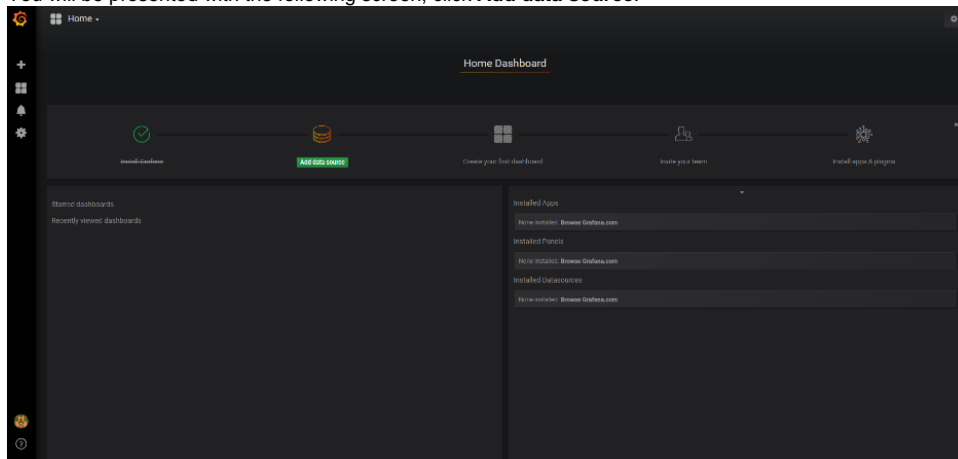 You will be presented with the following screen, click Add data source.
Home
Home Dashboard
Install Grafana
Add data source
Create your first dashboard
Invite your team
Install apps & plugins
Starred dashboards
Recently viewed dashboards
Installed Apps
None installed. Browse Grafana.com
Installed Panels
None installed. Browse Grafana.com
Installed Datasources
None installed. Browse Grafana.com